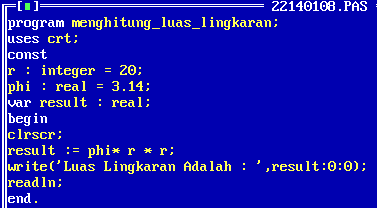 [■] 22140108.PAS
program menghitung_luas_lingkaran;
uses crt;
const
r : integer = 20;
phi : real = 3.14;
var result : real;
begin
clrscr;
result := phi* r * r;
write('Luas Lingkaran Adalah : ',result:0:0);
readln;
end.